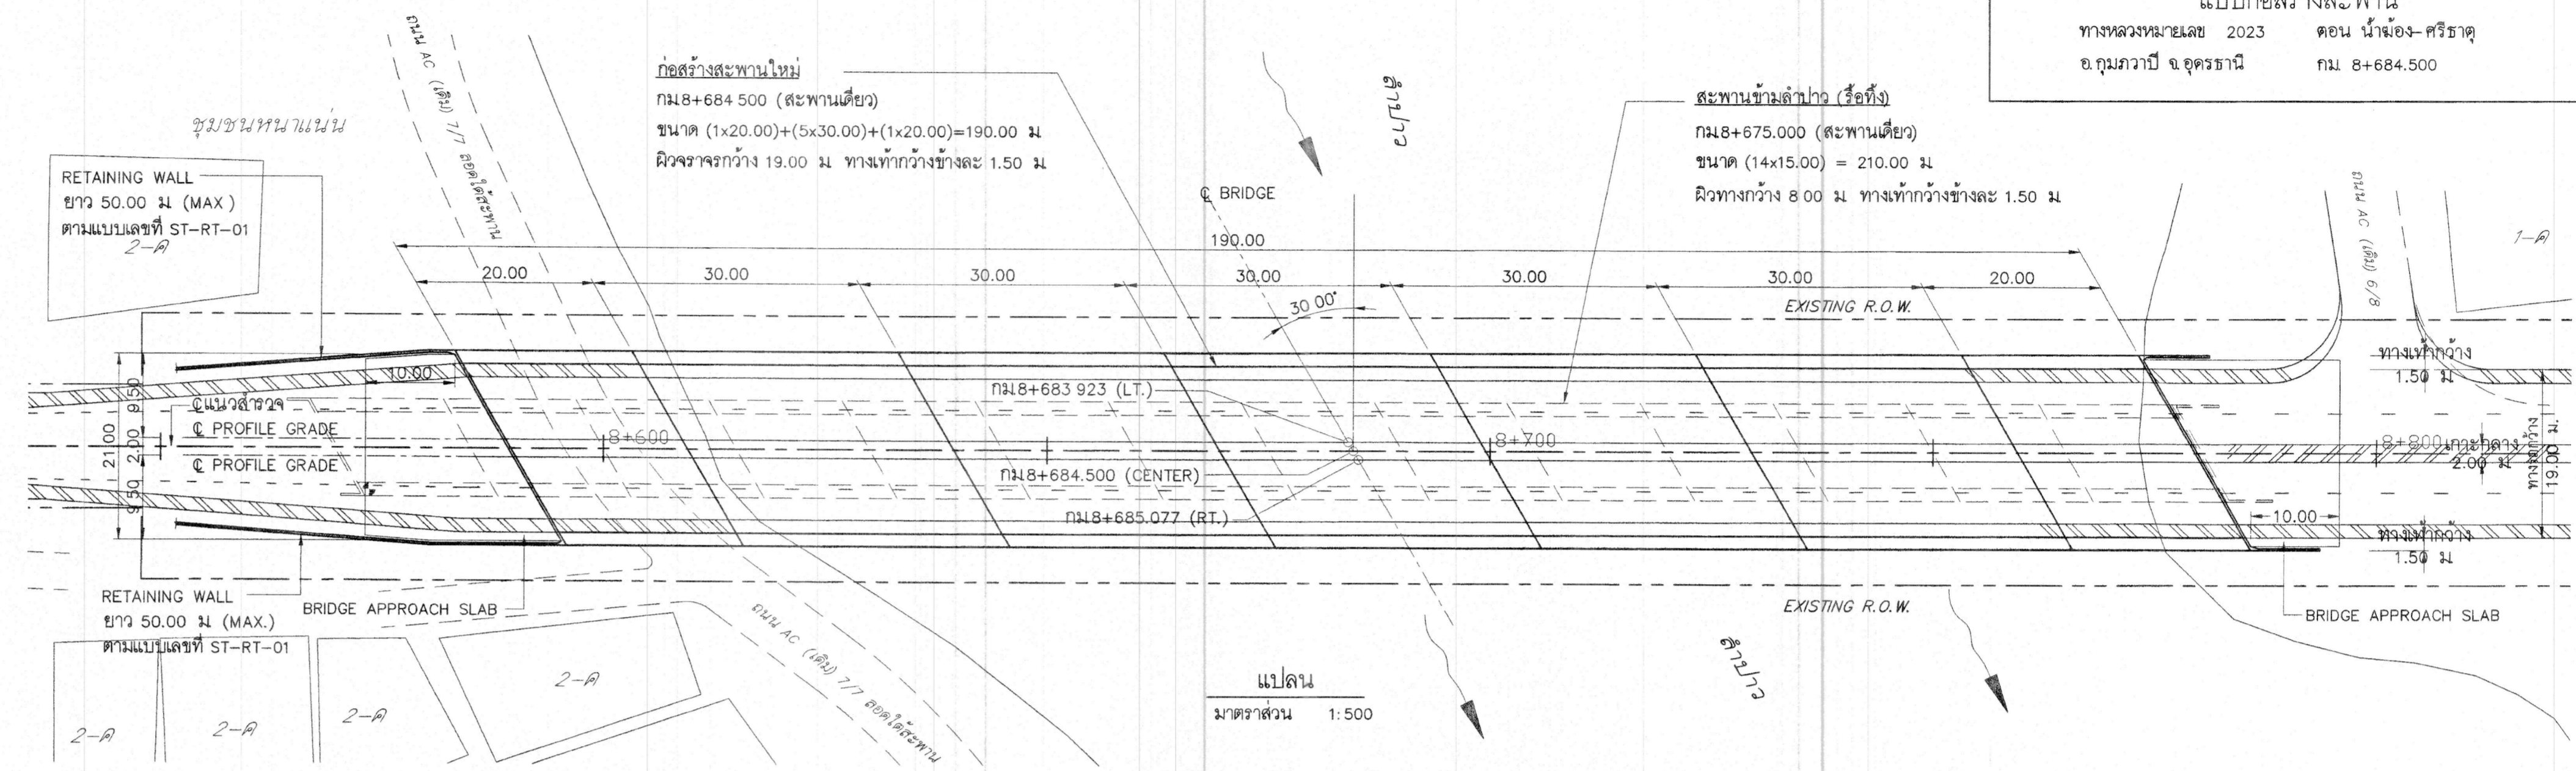 แบบก่อสร้างสะพาน
ทางหลวงหมายเลข 2023 ตอน น้ำฆ้อง-ศรีธาตุ
อ.กุมภวาปี จ.อุดรธานี กม. 8+684.500
ก่อสร้างสะพานใหม่
กม.8+684 500 (สะพานเดี่ยว)
ขนาด (1x20.00)+(5x30.00)+(1x20.00)=190.00 ม
ผิวจราจรกว้าง 19.00 ม ทางเท้ากว้างข้างละ 1.50 ม
สะพานข้ามลำปาว (รื้อทิ้ง)
กม.8+675.000 (สะพานเดี่ยว)
ขนาด (14x15.00) = 210.00 ม
ผิวทางกว้าง 8 00 ม ทางเท้ากว้างข้างละ 1.50 ม
ถนน AC (เดิม) 7/7 ลอดใต้สะพาน
ลำปาว
ถนน AC (เดิม) 6/8
1-ค
RETAINING WALL
ยาว 50.00 ม (MAX )
ตามแบบเลขที่ ST-RT-01
2-ค
℄ BRIDGE
190.00
20.00 30.00 30.00 30.00 30.00 30.00 20.00
30 00°
EXISTING R.O.W.
10.00
9.50
2.00
9.50
21.00
℄แนวสำรวจ
℄ PROFILE GRADE
℄ PROFILE GRADE
8+600
กม.8+683 923 (LT.)
กม.8+684.500 (CENTER)
กม.8+685.077 (RT.)
8+700
ทางเท้ากว้าง
1.50 ม
8+800
เกาะกลาง
2.00 ม
ทางรถกว้าง
19.00 ม.
10.00
ทางเท้ากว้าง
1.50 ม
RETAINING WALL
ยาว 50.00 ม (MAX.)
ตามแบบเลขที่ ST-RT-01
BRIDGE APPROACH SLAB
EXISTING R.O.W.
BRIDGE APPROACH SLAB
ถนน AC (เดิม) 7/7 ลอดใต้สะพาน
ลำปาว
2-ค
2-ค
2-ค
2-ค
แปลน
มาตราส่วน 1:500